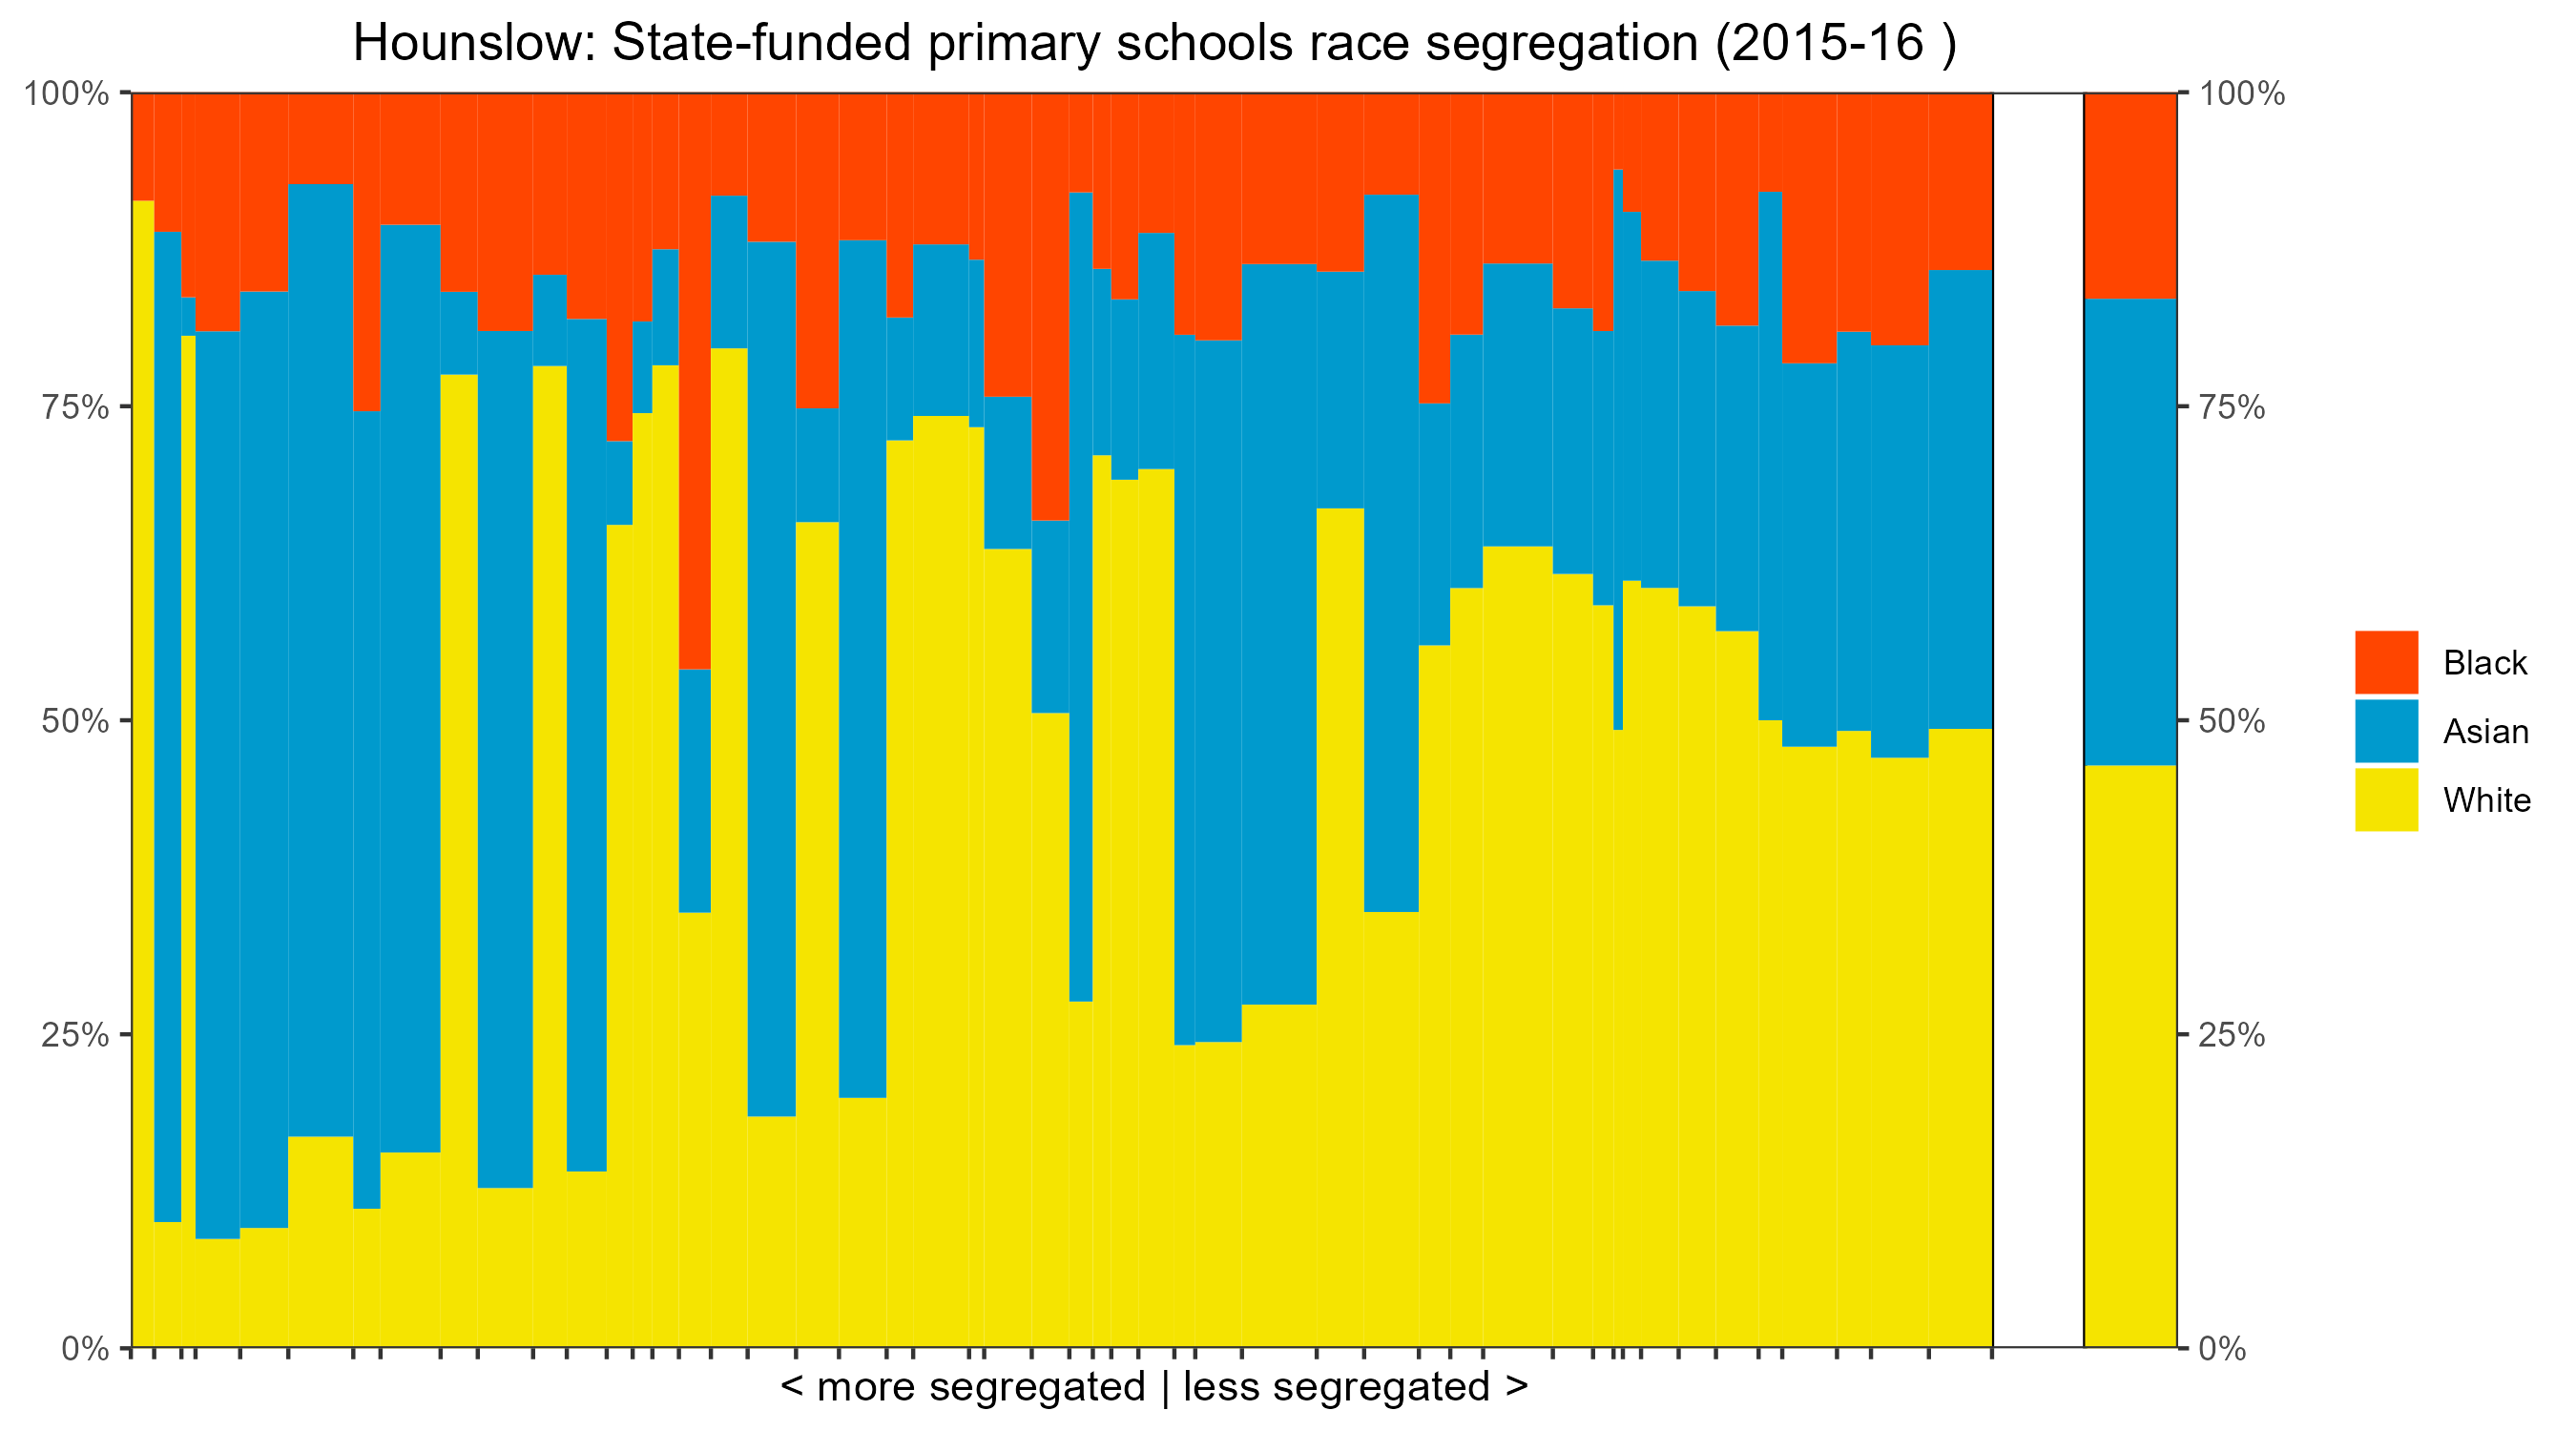 Hounslow: State-funded primary schools race segregation (2015-16 )
100%
75%
50%
25%
0%
100%
75%
50%
25%
0%
Black
Asian
White
< more segregated | less segregated >